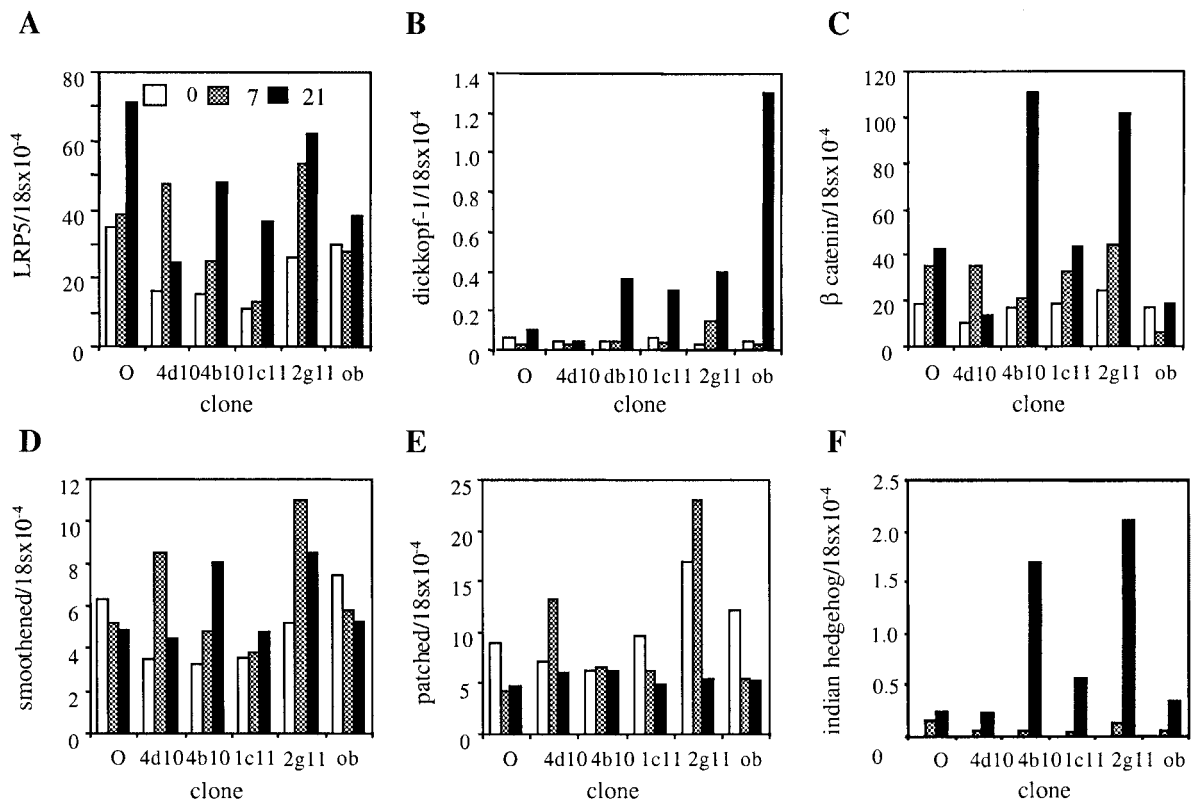 A
LRP5/18sx10-4
80
60
40
20
0
0 7 21
O 4d10 4b10 1c11 2g11 ob
clone
B
dickkopf-1/18sx10-4
1.4
1.2
1.0
0.8
0.6
0.4
0.2
0
O 4d10 db10 1c11 2g11 ob
clone
C
β catenin/18sx10-4
120
100
80
60
40
20
0
O 4d10 4b10 1c11 2g11 ob
clone
D
smoothened/18sx10-4
12
10
8
6
4
2
0
O 4d10 4b10 1c11 2g11 ob
clone
E
patched/18sx10-4
25
20
15
10
5
0
O 4d10 4b10 1c11 2g11 ob
clone
F
indian hedgehog/18sx10-4
2.5
2.0
1.5
1.0
0.5
0
O 4d10 4b10 1c11 2g11 ob
clone